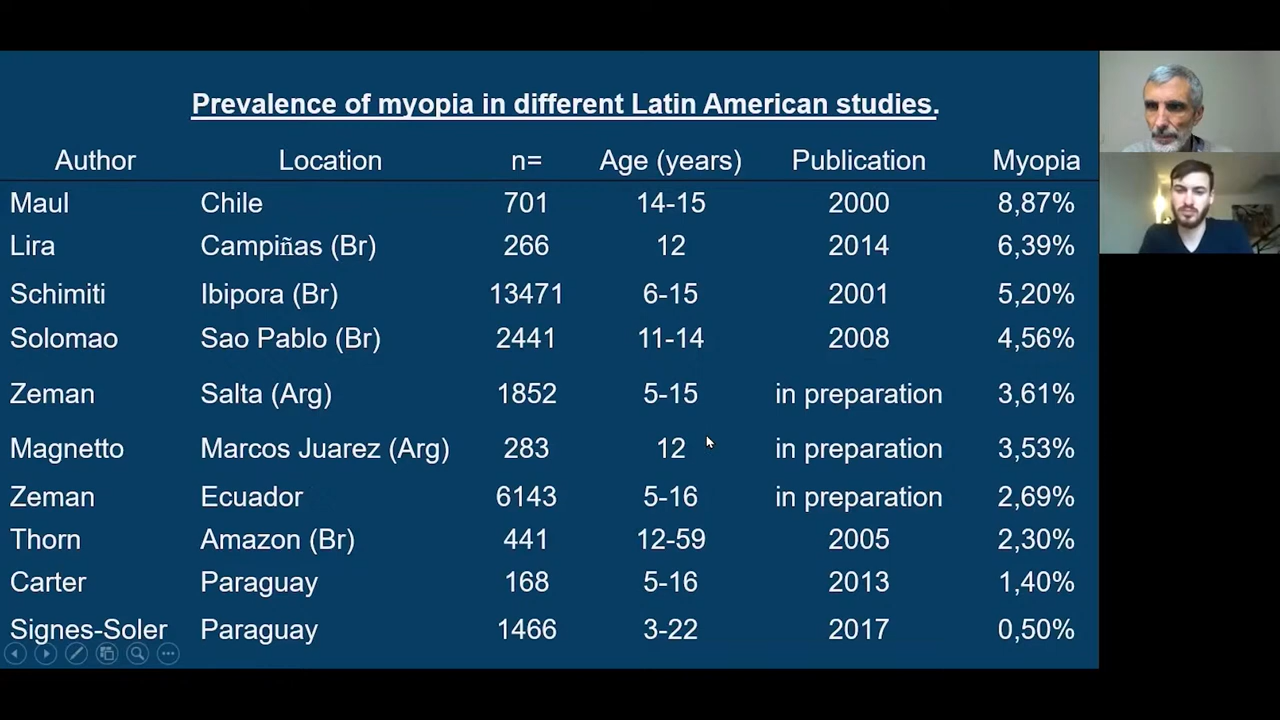 Prevalence of myopia in different Latin American studies.
Author Location n= Age (years) Publication Myopia
Maul Chile 701 14-15 2000 8,87%
Lira Campiñas (Br) 266 12 2014 6,39%
Schimiti Ibipora (Br) 13471 6-15 2001 5,20%
Solomao Sao Pablo (Br) 2441 11-14 2008 4,56%
Zeman Salta (Arg) 1852 5-15 in preparation 3,61%
Magnetto Marcos Juarez (Arg) 283 12 in preparation 3,53%
Zeman Ecuador 6143 5-16 in preparation 2,69%
Thorn Amazon (Br) 441 12-59 2005 2,30%
Carter Paraguay 168 5-16 2013 1,40%
Signes-Soler Paraguay 1466 3-22 2017 0,50%